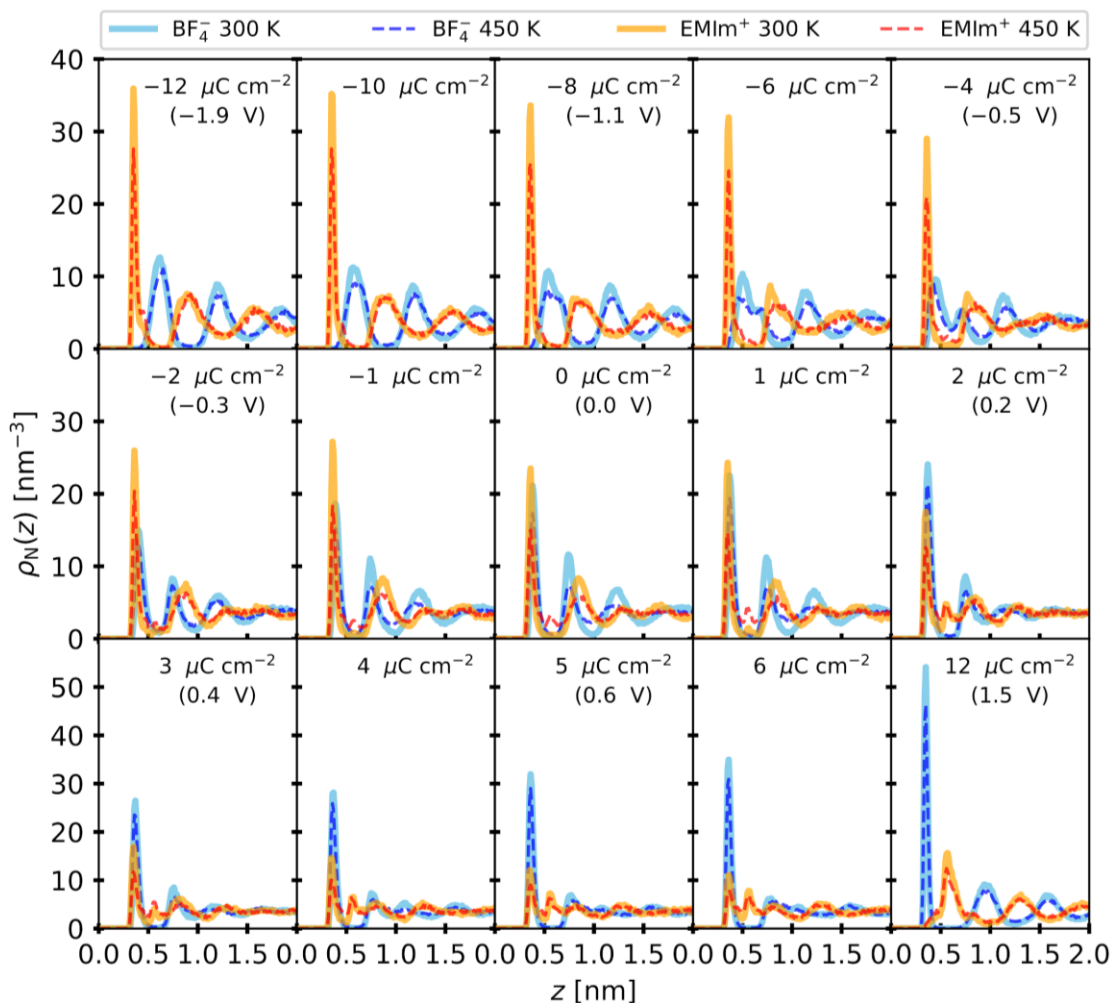 BF₄⁻ 300 K BF₄⁻ 450 K EMIm⁺ 300 K EMIm⁺ 450 K
40
30
20
10
0
−12 μC cm⁻²
(−1.9 V)
−10 μC cm⁻²
−8 μC cm⁻²
(−1.1 V)
−6 μC cm⁻²
−4 μC cm⁻²
(−0.5 V)
30
20
10
0
−2 μC cm⁻²
(−0.3 V)
−1 μC cm⁻²
0 μC cm⁻²
(0.0 V)
1 μC cm⁻²
2 μC cm⁻²
(0.2 V)
50
40
30
20
10
0
3 μC cm⁻²
(0.4 V)
4 μC cm⁻²
5 μC cm⁻²
(0.6 V)
6 μC cm⁻²
12 μC cm⁻²
(1.5 V)
ρN(z) [nm⁻³]
0 0.5 1.0 1.5 0.0 0.5 1.0 1.5 0.0 0.5 1.0 1.5 0.0 0.5 1.0 1.5 0.0 0.5 1.0 1.5 2.0
z [nm]